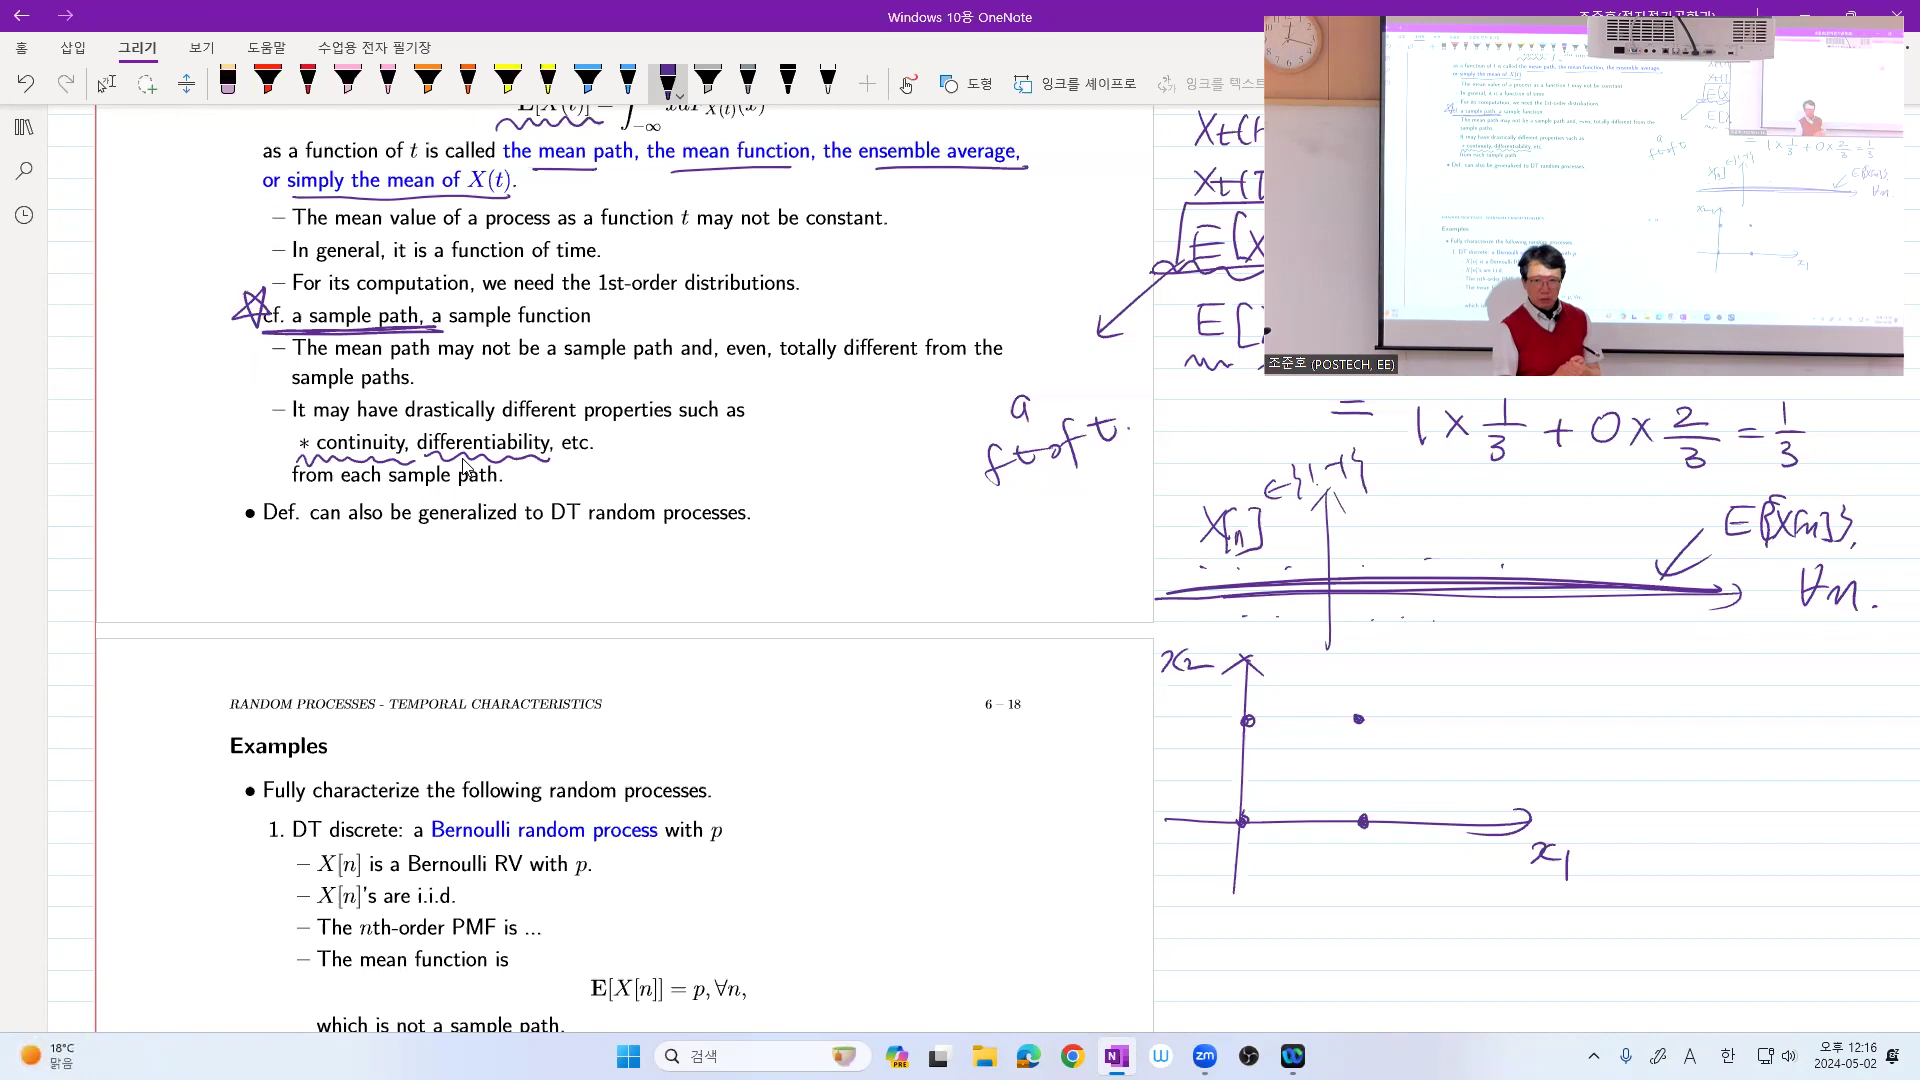 Windows 10용 OneNote
홈 삽입 그리기 보기 도움말 수업용 전자 필기장
도형 잉크를 셰이프로 잉크를 텍스트
E[X(t)] = ∫_{-∞} xdF_{X(t)}(x)
as a function of t is called the mean path, the mean function, the ensemble average,
or simply the mean of X(t).
– The mean value of a process as a function t may not be constant.
– In general, it is a function of time.
– For its computation, we need the 1st-order distributions.
cf. a sample path, a sample function
– The mean path may not be a sample path and, even, totally different from the
sample paths.
– It may have drastically different properties such as
∗ continuity, differentiability, etc.
from each sample path.
• Def. can also be generalized to DT random processes.
a
ft of t.
E[X
E[
조준호 (POSTECH, EE)
= 1 × 1/3 + 0 × 2/3 = 1/3
X[n]
E[X[n]],
∀n.
x2
x1
RANDOM PROCESSES - TEMPORAL CHARACTERISTICS 6 – 18
Examples
• Fully characterize the following random processes.
1. DT discrete: a Bernoulli random process with p
– X[n] is a Bernoulli RV with p.
– X[n]'s are i.i.d.
– The nth-order PMF is ...
– The mean function is
E[X[n]] = p, ∀n,
which is not a sample path.
18°C
맑음
검색
PRE
zm
A 한
오후 12:16
2024-05-02